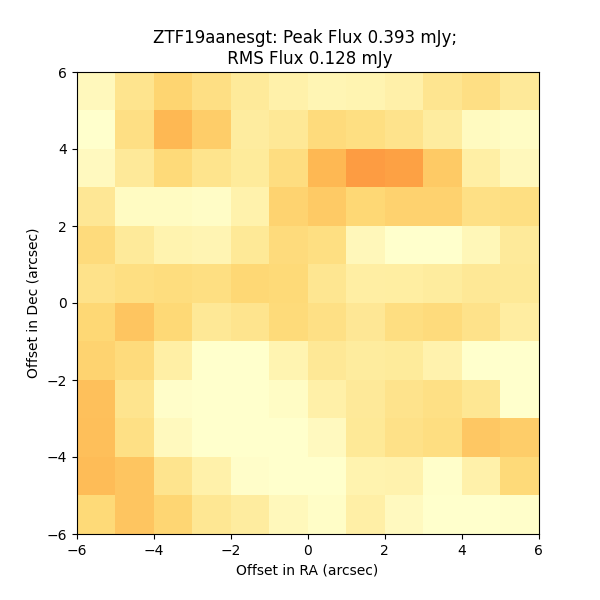 ZTF19aanesgt: Peak Flux 0.393 mJy;
RMS Flux 0.128 mJy
6
4
2
0
−2
−4
−6
Offset in Dec (arcsec)
−6 −4 −2 0 2 4 6
Offset in RA (arcsec)